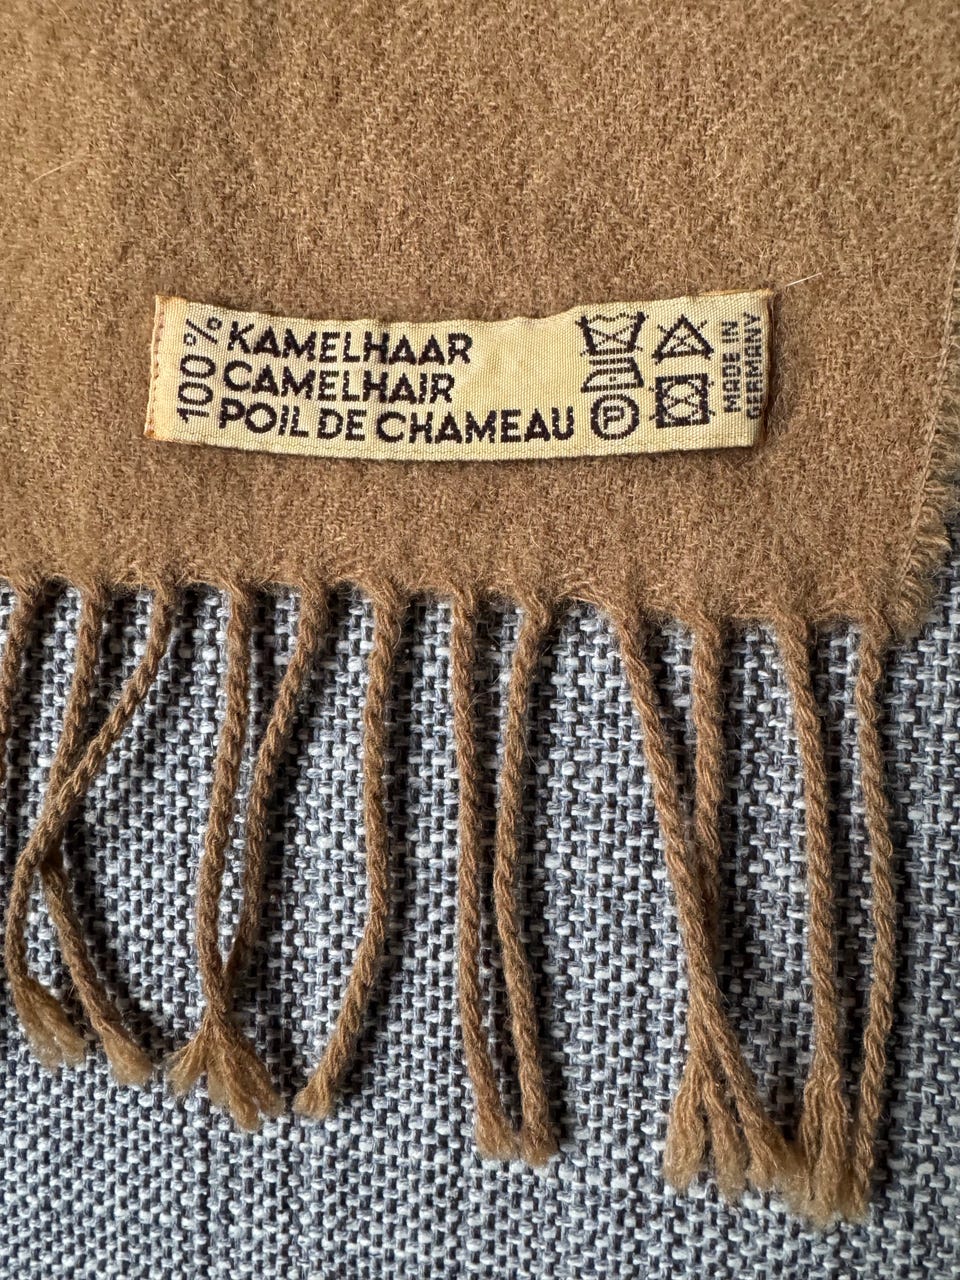 100%
KAMELHAAR
CAMELHAIR
POIL DE CHAMEAU
P
MADE IN
GERMANY